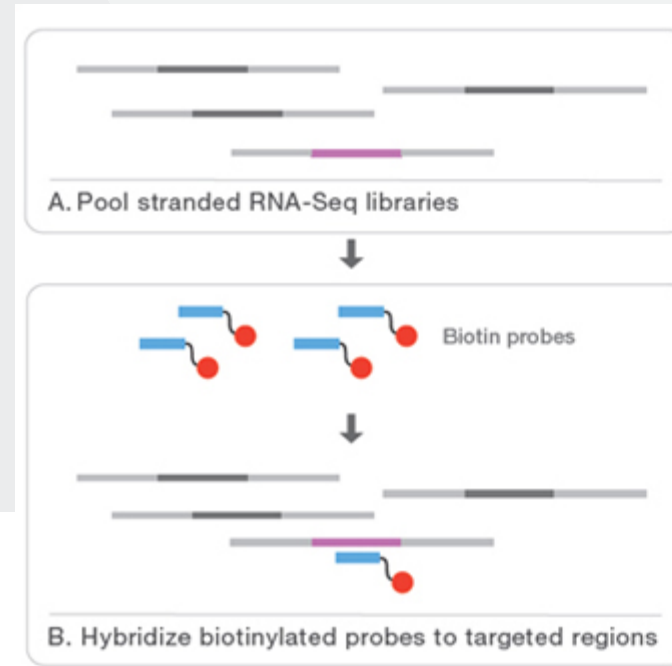 A. Pool stranded RNA-Seq libraries
Biotin probes
B. Hybridize biotinylated probes to targeted regions